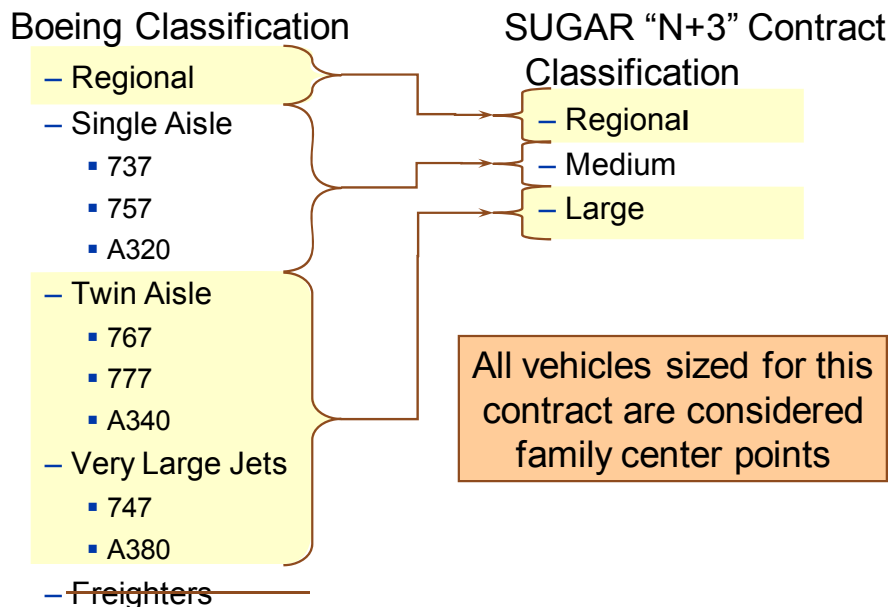 Boeing Classification
– Regional
– Single Aisle
▪ 737
▪ 757
▪ A320
– Twin Aisle
▪ 767
▪ 777
▪ A340
– Very Large Jets
▪ 747
▪ A380
– Freighters
SUGAR “N+3” Contract
Classification
– Regional
– Medium
– Large
All vehicles sized for this
contract are considered
family center points